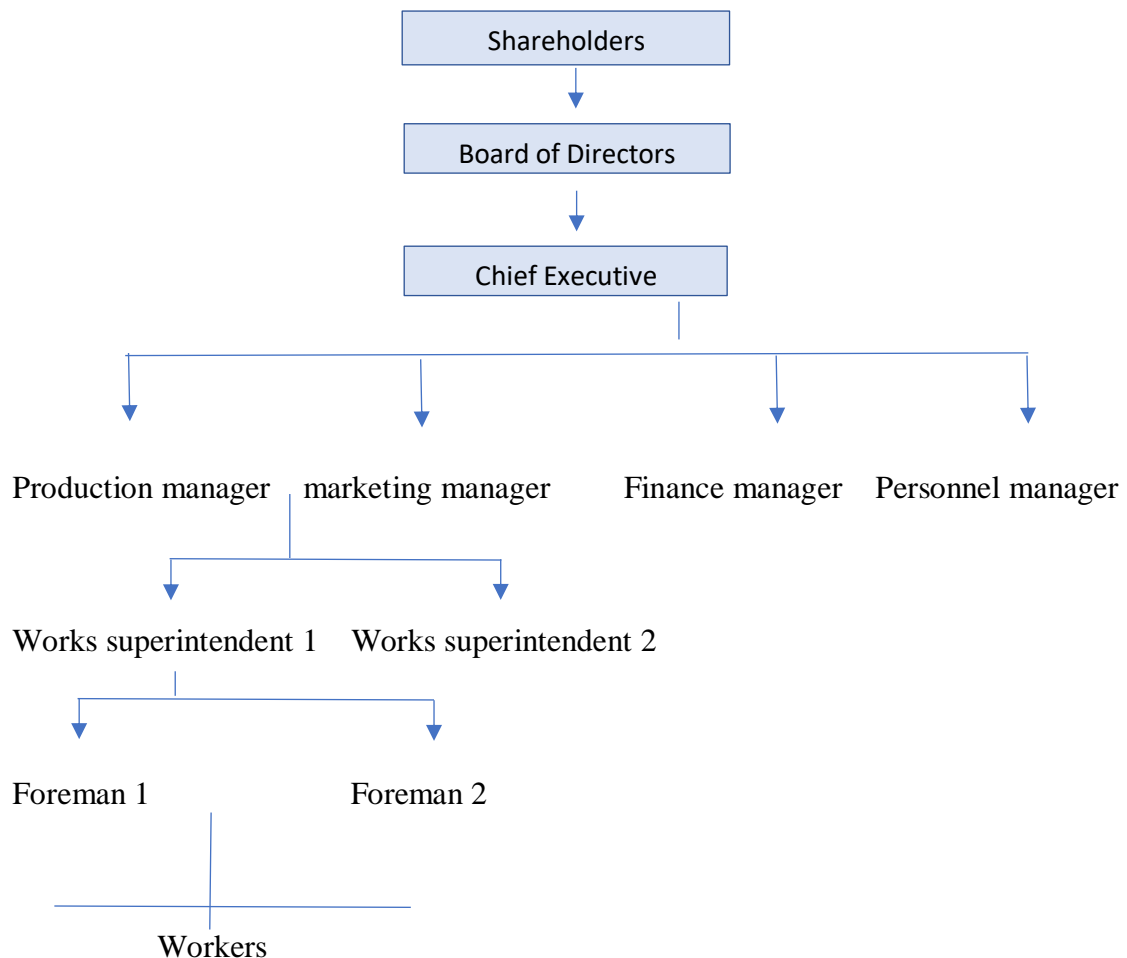 Shareholders
Board of Directors
Chief Executive
Production manager marketing manager Finance manager Personnel manager
Works superintendent 1 Works superintendent 2
Foreman 1 Foreman 2
Workers